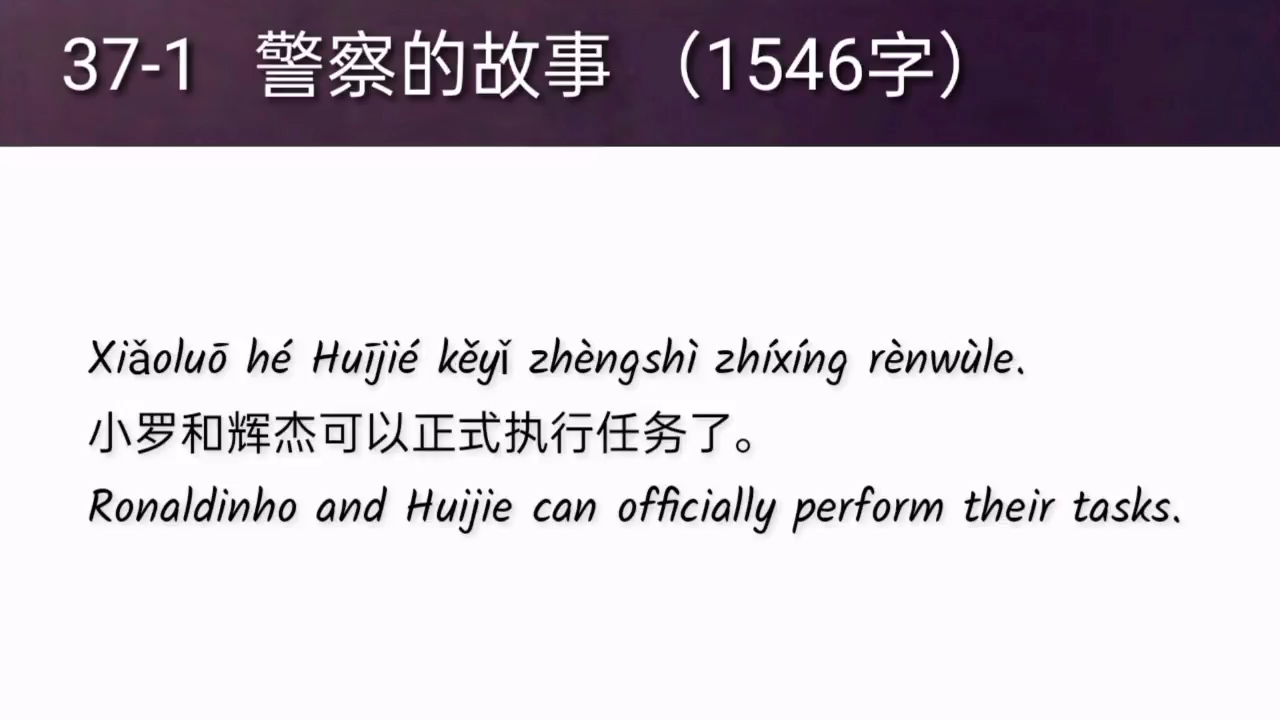 37-1 警察的故事 （1546字）
Xiǎoluō hé Huījié kěyǐ zhèngshì zhíxíng rènwùle.
小罗和辉杰可以正式执行任务了。
Ronaldinho and Huijie can officially perform their tasks.